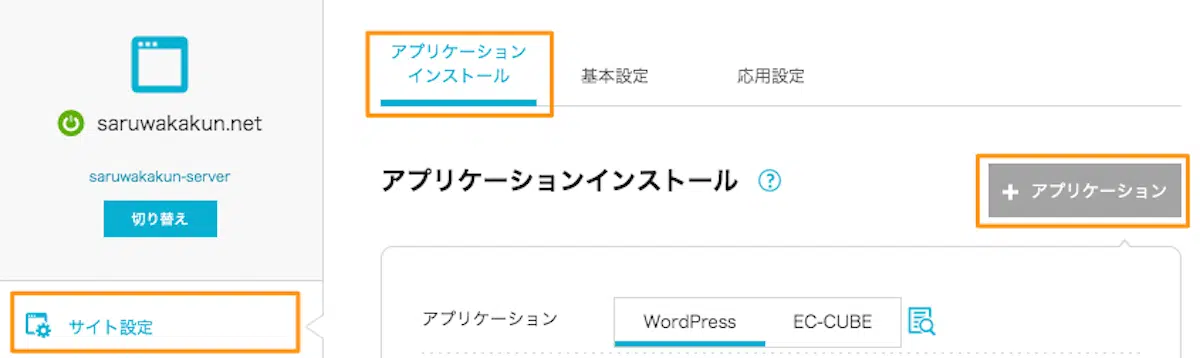 saruwakakun.net
saruwakakun-server
切り替え
サイト設定
アプリケーション
インストール
基本設定
応用設定
アプリケーションインストール ?
+ アプリケーション
アプリケーション
WordPress
EC-CUBE